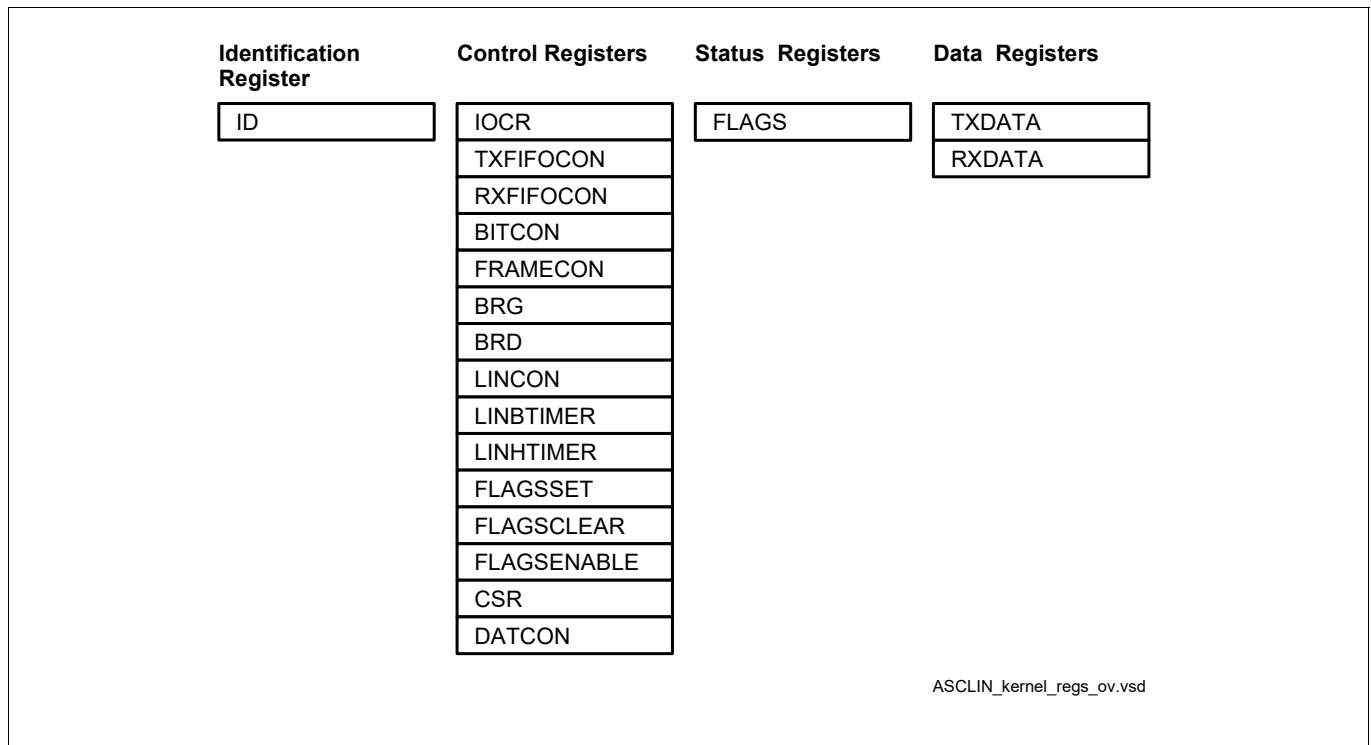 Identification
Register
Control Registers
Status Registers
Data Registers
ID
IOCR
TXFIFOCON
RXFIFOCON
BITCON
FRAMECON
BRG
BRD
LINCON
LINBTIMER
LINHTIMER
FLAGSSET
FLAGSCLEAR
FLAGSENABLE
CSR
DATCON
FLAGS
TXDATA
RXDATA
ASCLIN_kernel_regs_ov.vsd